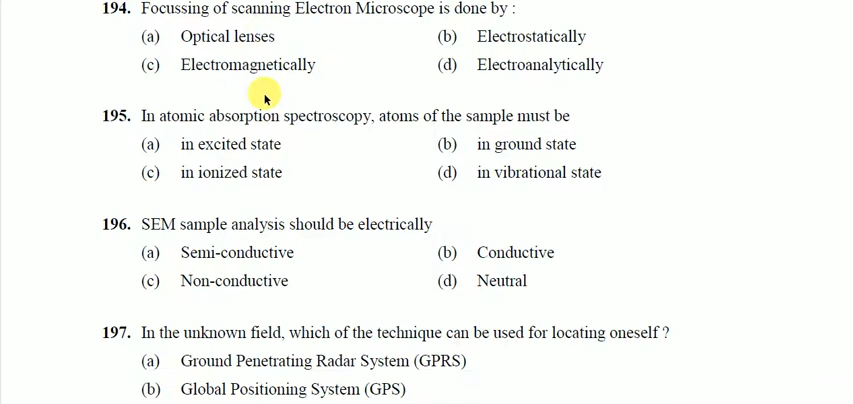 194. Focussing of scanning Electron Microscope is done by :
(a) Optical lenses (b) Electrostatically
(c) Electromagnetically (d) Electroanalytically
195. In atomic absorption spectroscopy, atoms of the sample must be
(a) in excited state (b) in ground state
(c) in ionized state (d) in vibrational state
196. SEM sample analysis should be electrically
(a) Semi-conductive (b) Conductive
(c) Non-conductive (d) Neutral
197. In the unknown field, which of the technique can be used for locating oneself ?
(a) Ground Penetrating Radar System (GPRS)
(b) Global Positioning System (GPS)